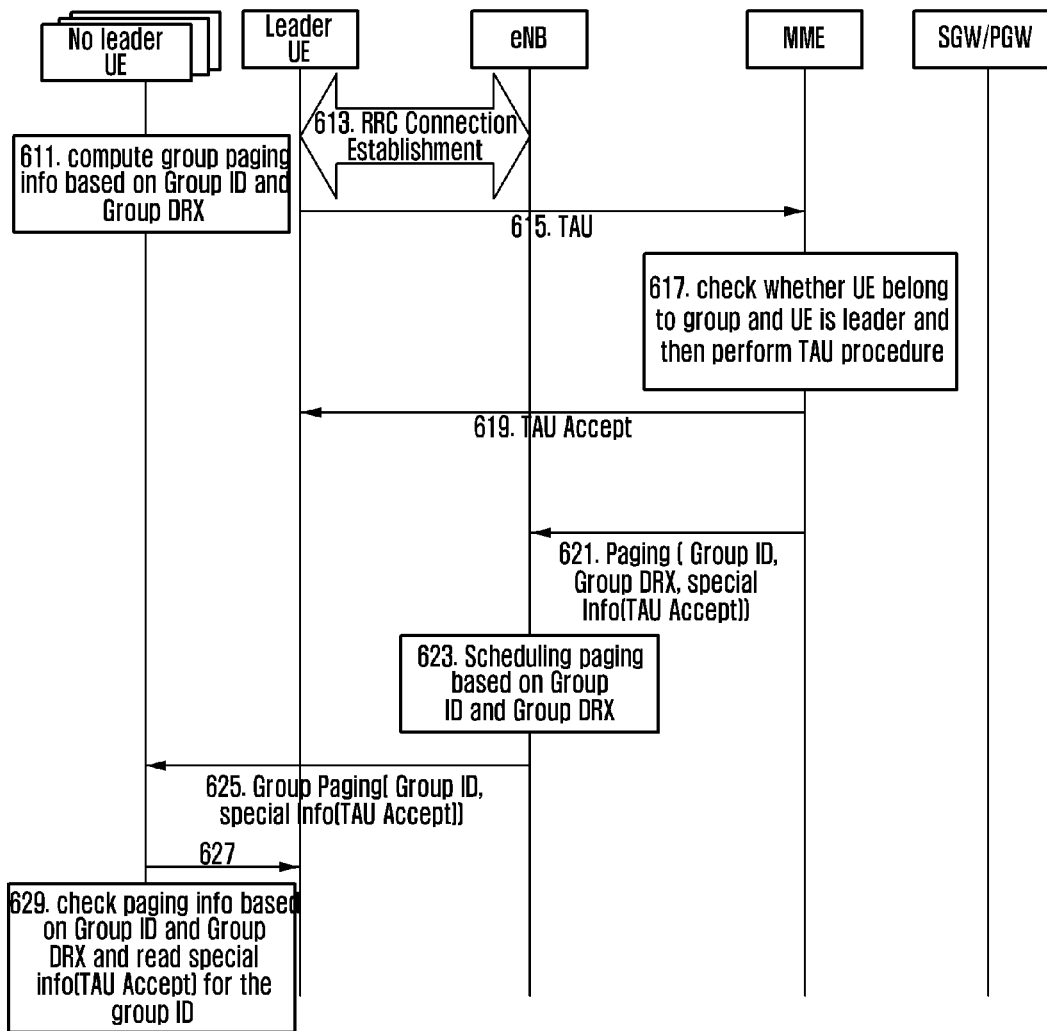 No leader
UE
Leader
UE
eNB
MME
SGW/PGW
613. RRC Connection
Establishment
611. compute group paging
info based on Group ID and
Group DRX
615. TAU
617. check whether UE belong
to group and UE is leader and
then perform TAU procedure
619. TAU Accept
621. Paging ( Group ID,
Group DRX, special
Info(TAU Accept))
623. Scheduling paging
based on Group
ID and Group DRX
625. Group Paging( Group ID,
special Info(TAU Accept))
627
629. check paging info based
on Group ID and Group
DRX and read special
info(TAU Accept) for the
group ID